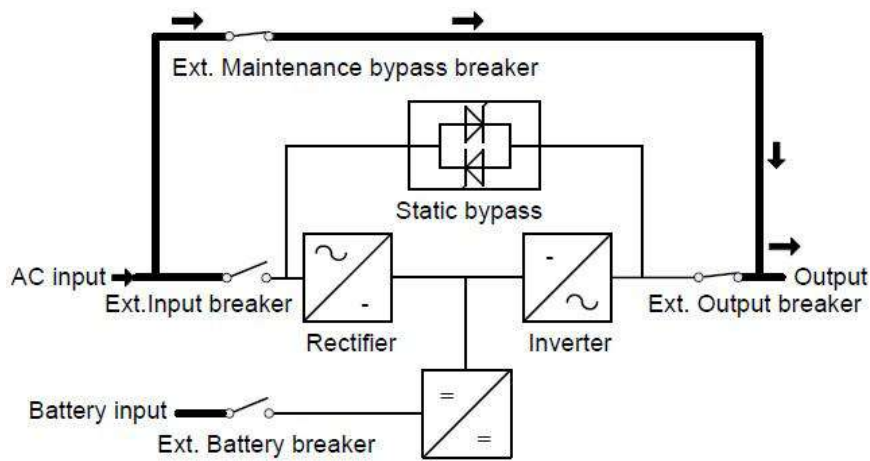 Ext. Maintenance bypass breaker
Static bypass
AC input
Output
Ext.Input breaker
Ext. Output breaker
Rectifier
Inverter
Battery input
Ext. Battery breaker